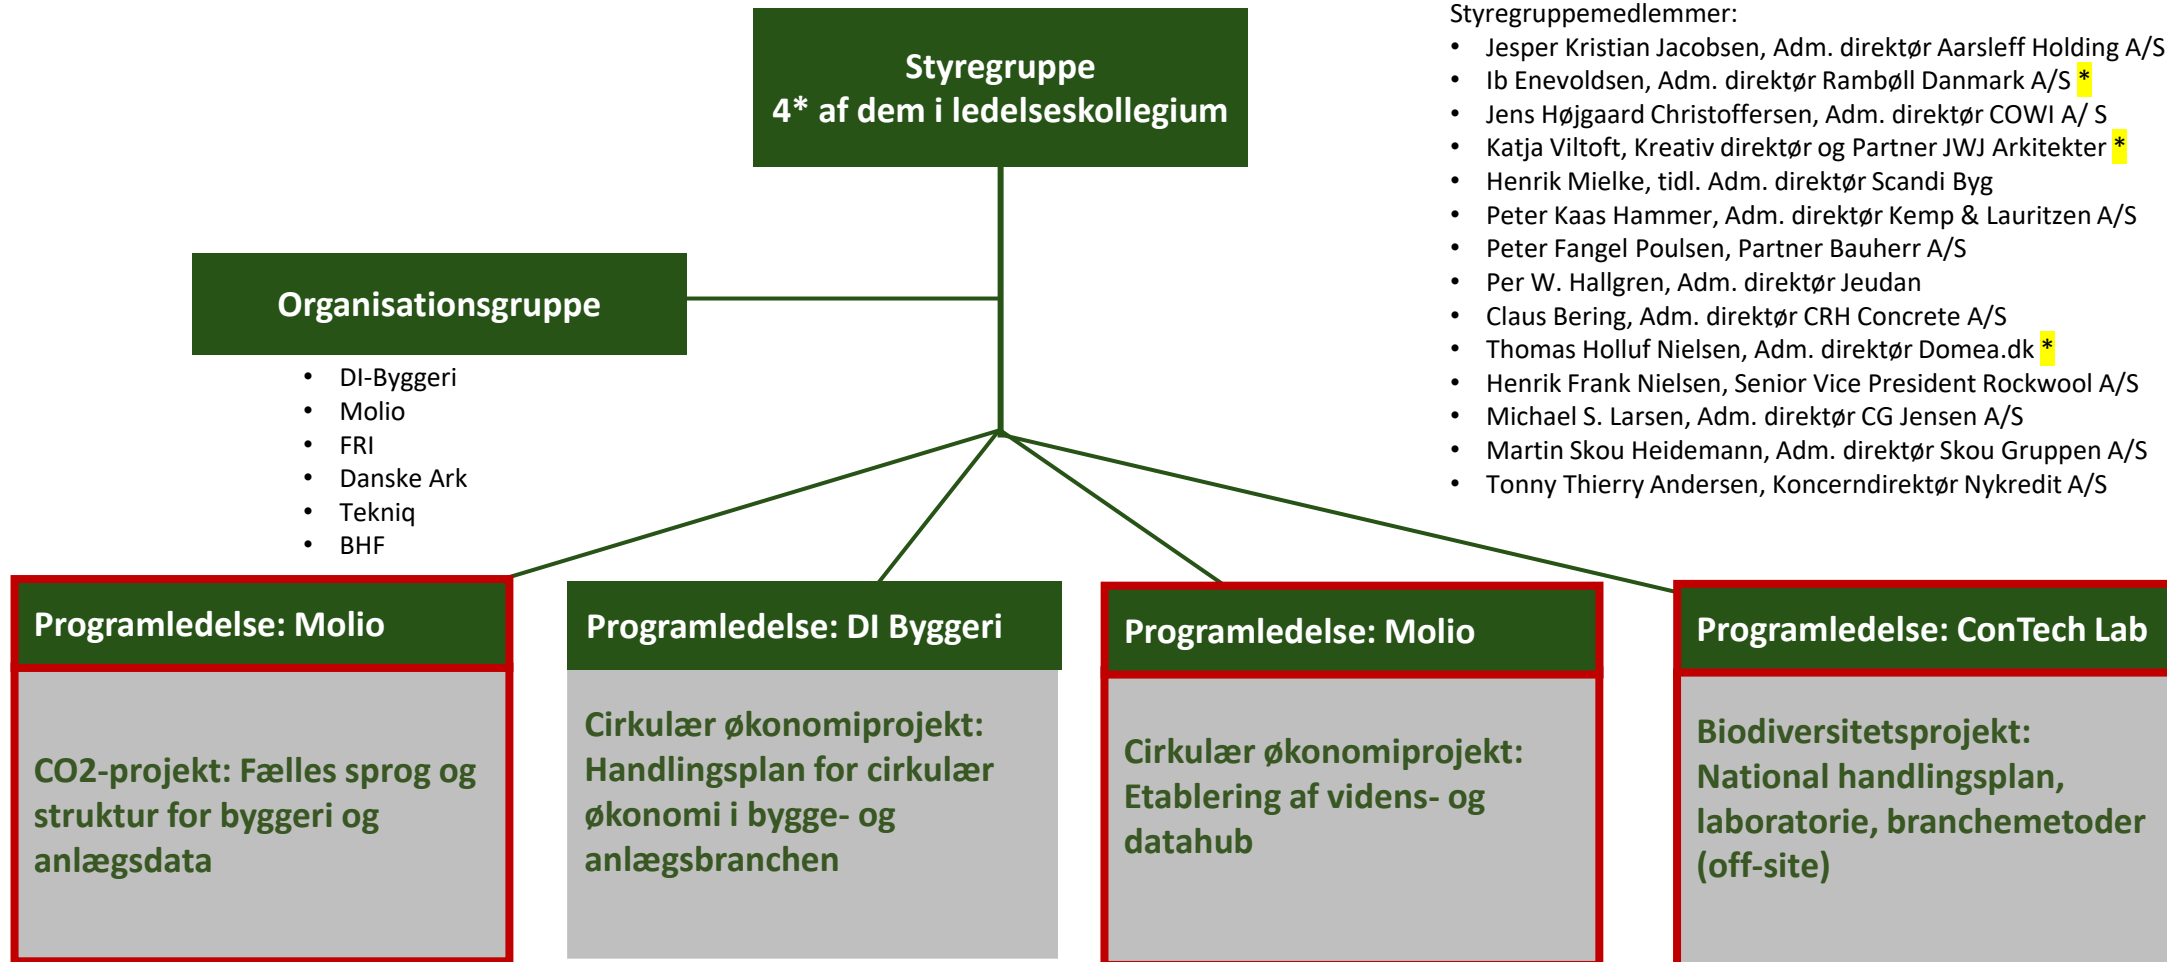 Styregruppe
4* af dem i ledelseskollegium
Styregruppemedlemmer:
• Jesper Kristian Jacobsen, Adm. direktør Aarsleff Holding A/S
• Ib Enevoldsen, Adm. direktør Rambøll Danmark A/S *
• Jens Højgaard Christoffersen, Adm. direktør COWI A/ S
• Katja Viltoft, Kreativ direktør og Partner JWJ Arkitekter *
• Henrik Mielke, tidl. Adm. direktør Scandi Byg
• Peter Kaas Hammer, Adm. direktør Kemp & Lauritzen A/S
• Peter Fangel Poulsen, Partner Bauherr A/S
• Per W. Hallgren, Adm. direktør Jeudan
• Claus Bering, Adm. direktør CRH Concrete A/S
• Thomas Holluf Nielsen, Adm. direktør Domea.dk *
• Henrik Frank Nielsen, Senior Vice President Rockwool A/S
• Michael S. Larsen, Adm. direktør CG Jensen A/S
• Martin Skou Heidemann, Adm. direktør Skou Gruppen A/S
• Tonny Thierry Andersen, Koncerndirektør Nykredit A/S
Organisationsgruppe
• DI-Byggeri
• Molio
• FRI
• Danske Ark
• Tekniq
• BHF
Programledelse: Molio
CO2-projekt: Fælles sprog og
struktur for byggeri og
anlægsdata
Programledelse: DI Byggeri
Cirkulær økonomiprojekt:
Handlingsplan for cirkulær
økonomi i bygge- og
anlægsbranchen
Programledelse: Molio
Cirkulær økonomiprojekt:
Etablering af videns- og
datahub
Programledelse: ConTech Lab
Biodiversitetsprojekt:
National handlingsplan,
laboratorie, branchemetoder
(off-site)